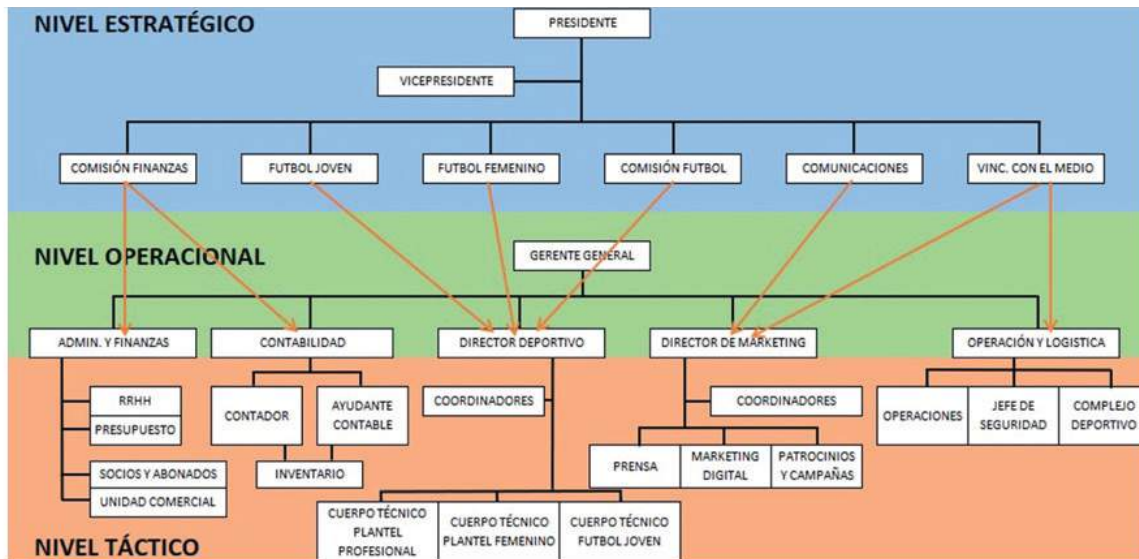 NIVEL ESTRATÉGICO
PRESIDENTE
VICEPRESIDENTE
COMISIÓN FINANZAS
FUTBOL JOVEN
FUTBOL FEMENINO
COMISIÓN FUTBOL
COMUNICACIONES
VINC. CON EL MEDIO
NIVEL OPERACIONAL
GERENTE GENERAL
ADMIN. Y FINANZAS
CONTABILIDAD
DIRECTOR DEPORTIVO
DIRECTOR DE MARKETING
OPERACIÓN Y LOGISTICA
RRHH
PRESUPUESTO
SOCIOS Y ABONADOS
UNIDAD COMERCIAL
CONTADOR
AYUDANTE
CONTABLE
INVENTARIO
COORDINADORES
CUERPO TÉCNICO
PLANTEL
PROFESIONAL
CUERPO TÉCNICO
PLANTEL FEMENINO
CUERPO TÉCNICO
FUTBOL JOVEN
COORDINADORES
PRENSA
MARKETING
DIGITAL
PATROCINIOS
Y CAMPAÑAS
OPERACIONES
JEFE DE
SEGURIDAD
COMPLEJO
DEPORTIVO
NIVEL TÁCTICO